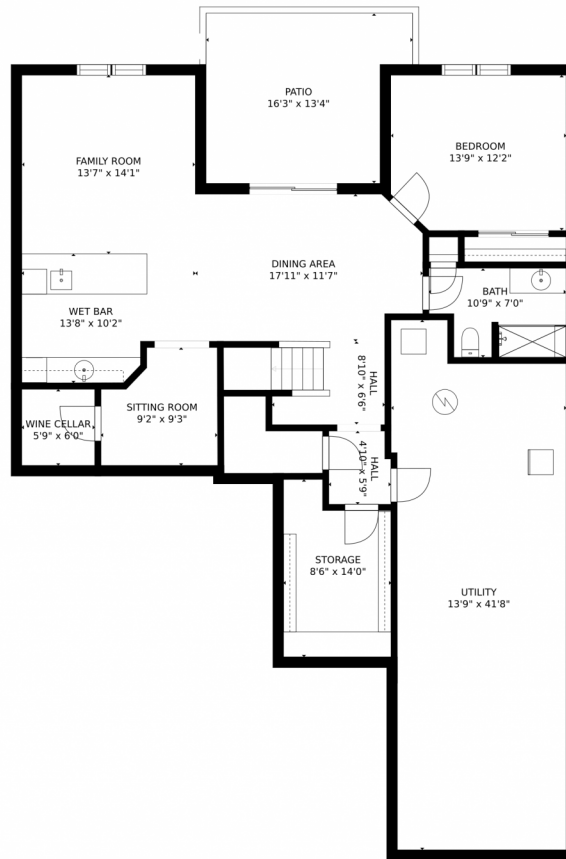 PATIO
16'3" x 13'4"
FAMILY ROOM
13'7" x 14'1"
BEDROOM
13'9" x 12'2"
DINING AREA
17'11" x 11'7"
BATH
10'9" x 7'0"
WET BAR
13'8" x 10'2"
HALL
8'10" x 6'6"
SITTING ROOM
9'2" x 9'3"
WINE CELLAR
5'9" x 6'0"
HALL
4'10" x 5'9"
STORAGE
8'6" x 14'0"
UTILITY
13'9" x 41'8"